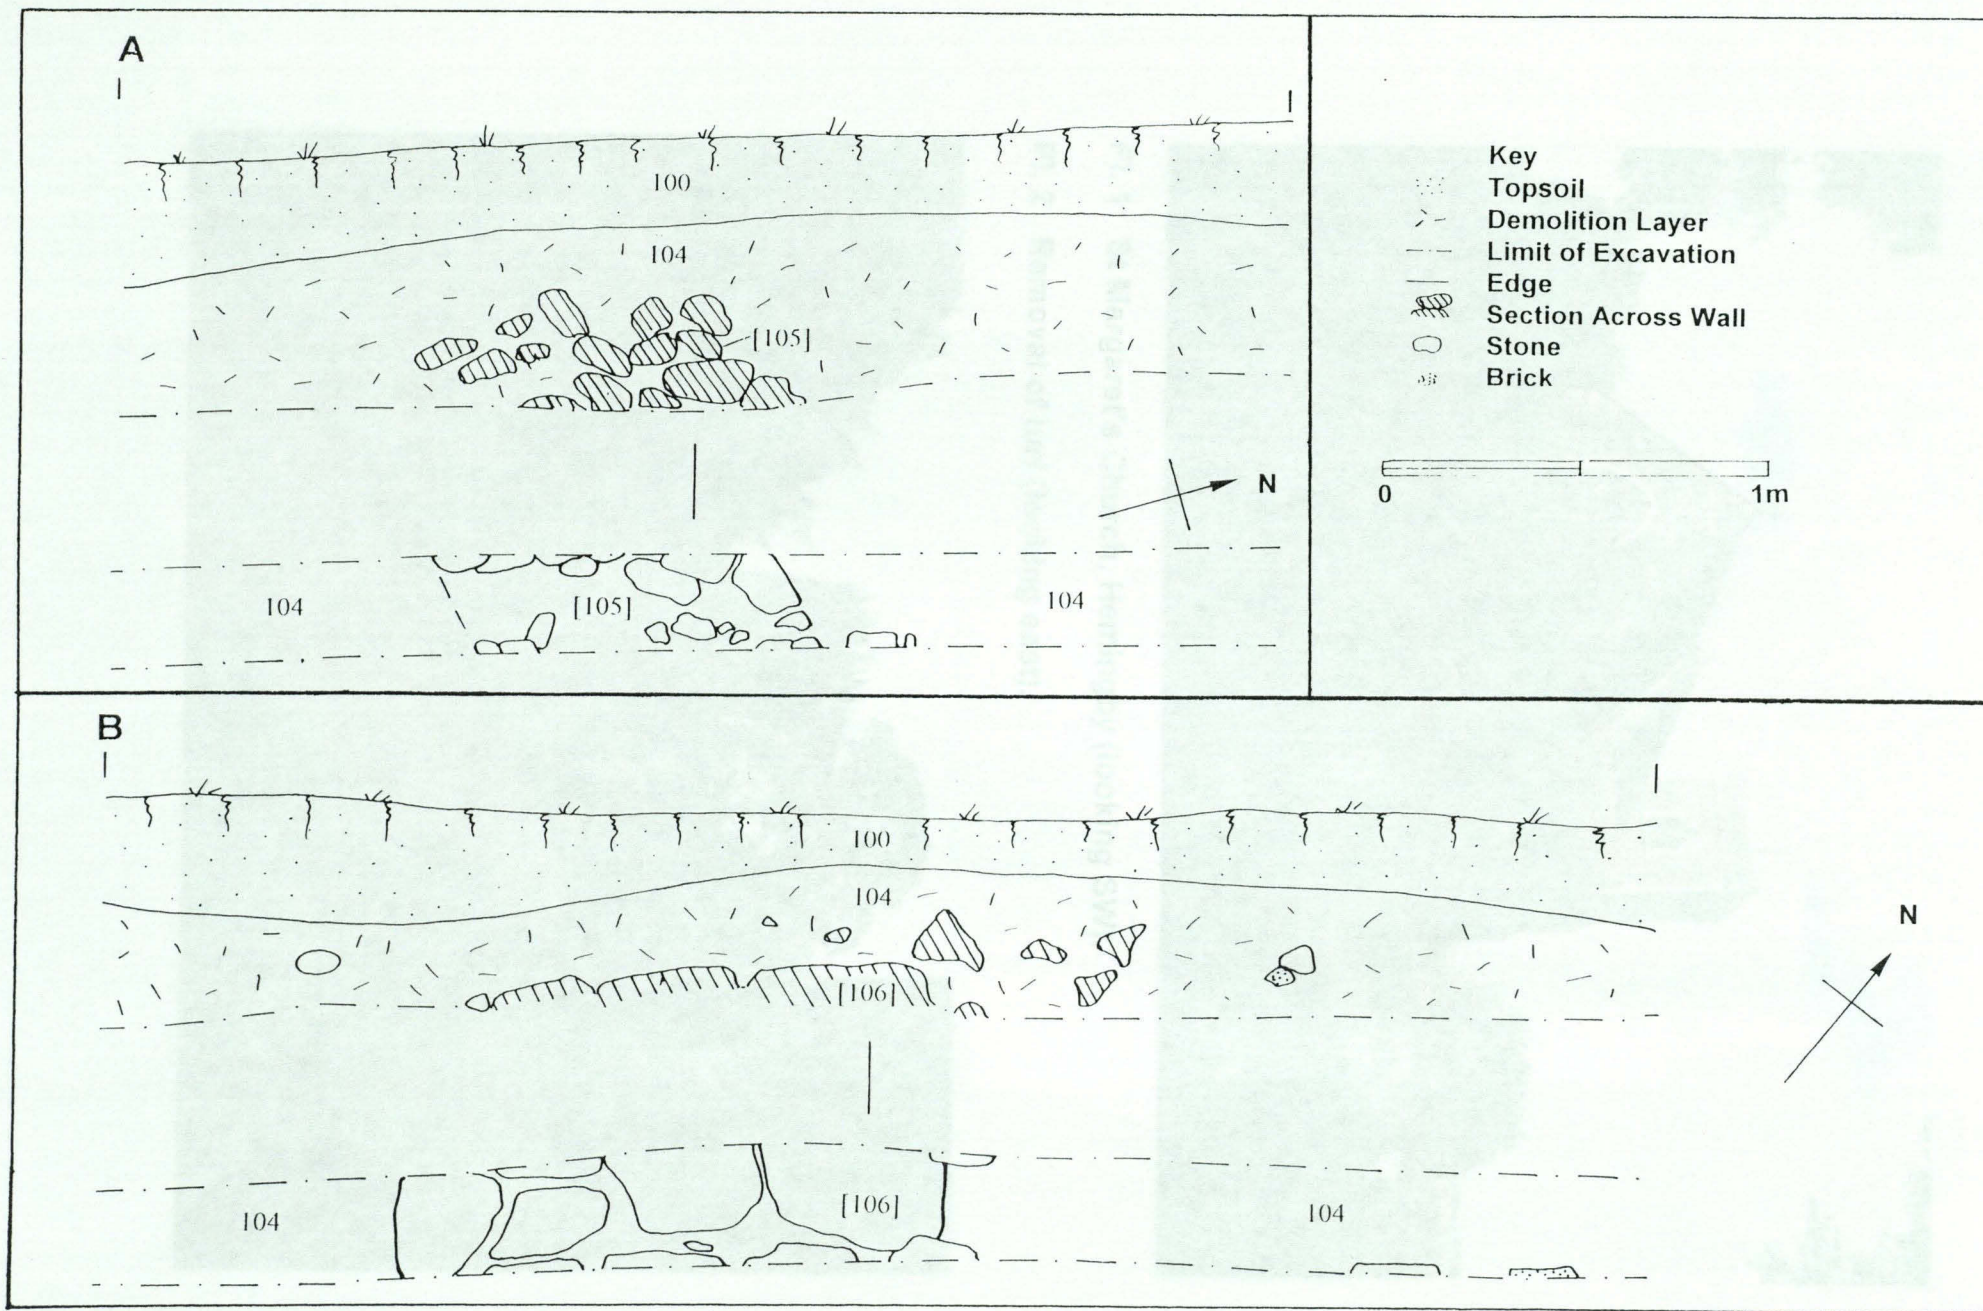 A
100
104
[105]
N
104
[105]
104
Key
Topsoil
Demolition Layer
Limit of Excavation
Edge
Section Across Wall
Stone
Brick
0 1m
B
100
104
[106]
N
104
[106]
104